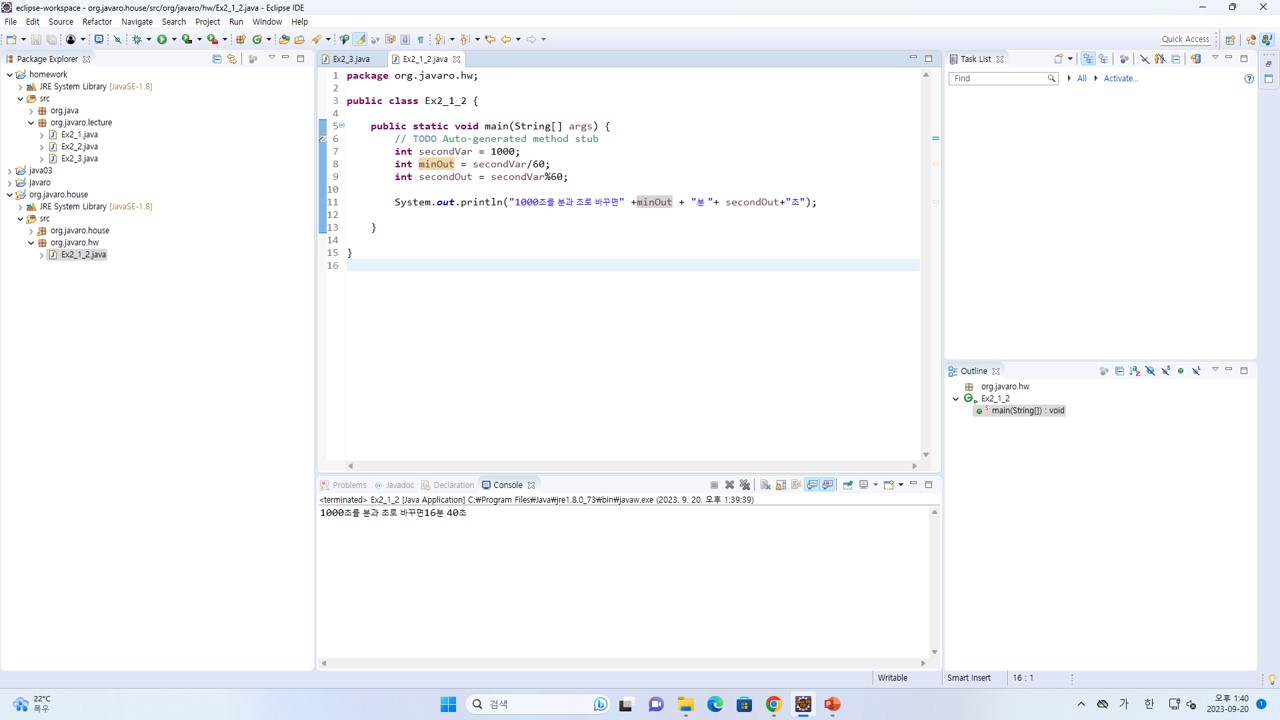 eclipse-workspace - org.javaro.house/src/org/javaro/hw/Ex2_1_2.java - Eclipse IDE
File Edit Source Refactor Navigate Search Project Run Window Help
Quick Access
Package Explorer
homework
JRE System Library [JavaSE-1.8]
src
org.java
org.javaro.lecture
Ex2_1.java
Ex2_2.java
Ex2_3.java
java03
javaro
org.javaro.house
JRE System Library [JavaSE-1.8]
src
org.javaro.house
org.javaro.hw
Ex2_1_2.java
Ex2_3.java Ex2_1_2.java
1 package org.javaro.hw;
2
3 public class Ex2_1_2 {
4
5 public static void main(String[] args) {
6 // TODO Auto-generated method stub
7 int secondVar = 1000;
8 int minOut = secondVar/60;
9 int secondOut = secondVar%60;
10
11 System.out.println("1000초를 분과 초로 바꾸면" +minOut + "분 "+ secondOut+"초");
12
13 }
14
15 }
16
Problems Javadoc Declaration Console
<terminated> Ex2_1_2 [Java Application] C:₩Program Files₩Java₩jre1.8.0_73₩bin₩javaw.exe (2023. 9. 20. 오후 1:39:39)
1000초를 분과 초로 바꾸면16분 40초
Task List
Find All Activate...
Outline
org.javaro.hw
Ex2_1_2
main(String[]) : void
Writable Smart Insert 16 : 1
22°C
폭우
검색
가 한
오후 1:40
2023-09-20